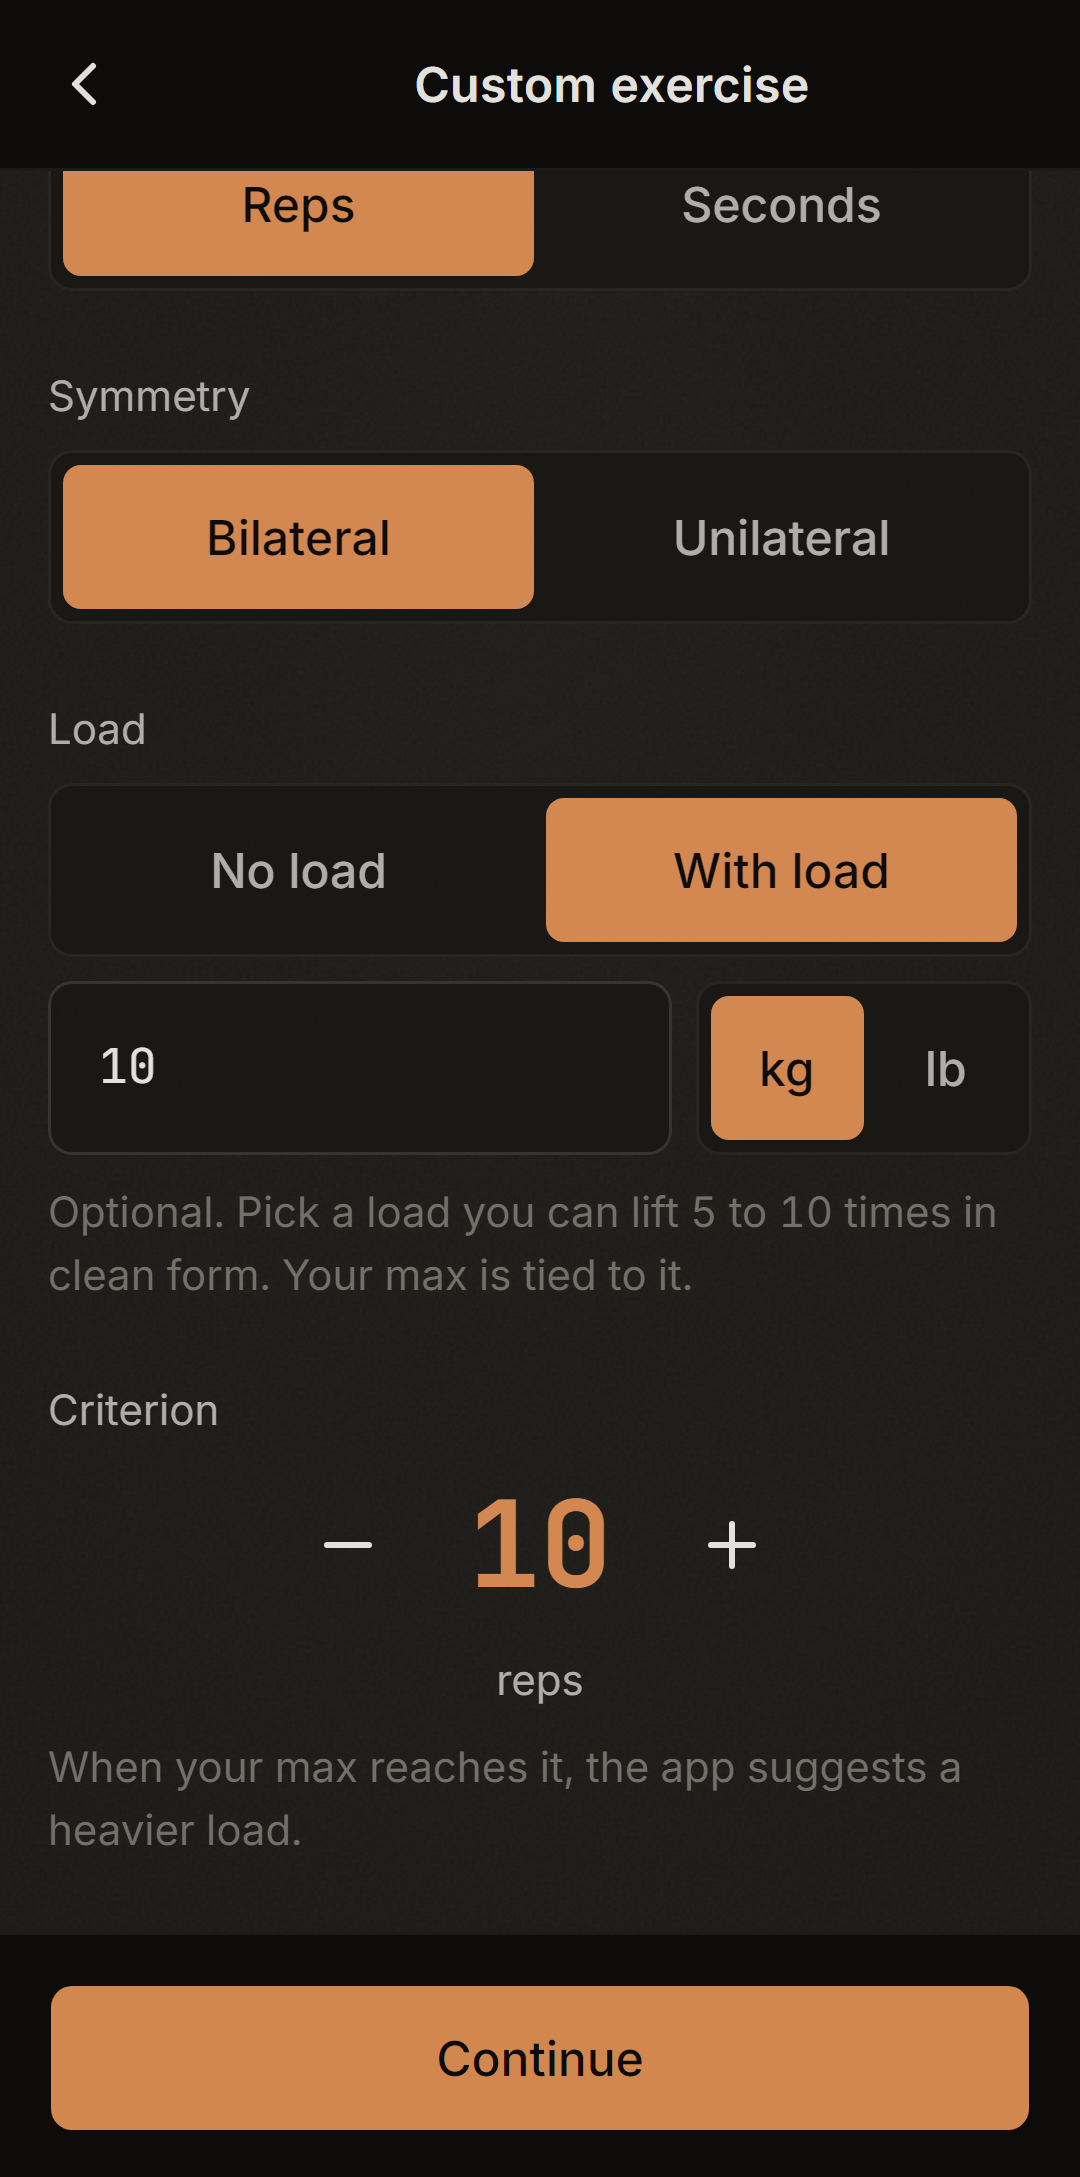 Custom exercise
Reps
Seconds
Symmetry
Bilateral
Unilateral
Load
No load
With load
10
kg
lb
Optional. Pick a load you can lift 5 to 10 times in
clean form. Your max is tied to it.
Criterion
10
reps
When your max reaches it, the app suggests a
heavier load.
Continue